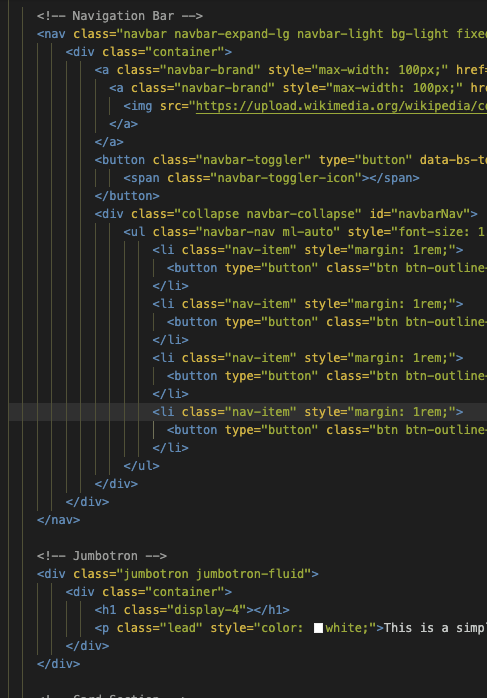 <!-- Navigation Bar -->
<nav class="navbar navbar-expand-lg navbar-light bg-light fixed
<div class="container">
<a class="navbar-brand" style="max-width: 100px;" href=
<a class="navbar-brand" style="max-width: 100px;" hr
<img src="https://upload.wikimedia.org/wikipedia/co
</a>
</a>
<button class="navbar-toggler" type="button" data-bs-to
<span class="navbar-toggler-icon"></span>
</button>
<div class="collapse navbar-collapse" id="navbarNav">
<ul class="navbar-nav ml-auto" style="font-size: 1
<li class="nav-item" style="margin: 1rem;">
<button type="button" class="btn btn-outline-
</li>
<li class="nav-item" style="margin: 1rem;">
<button type="button" class="btn btn-outline-
</li>
<li class="nav-item" style="margin: 1rem;">
<button type="button" class="btn btn-outline-
</li>
<li class="nav-item" style="margin: 1rem;">
<button type="button" class="btn btn-outline-
</li>
</ul>
</div>
</div>
</nav>
<!-- Jumbotron -->
<div class="jumbotron jumbotron-fluid">
<div class="container">
<h1 class="display-4"></h1>
<p class="lead" style="color: white;">This is a simpl
</div>
</div>